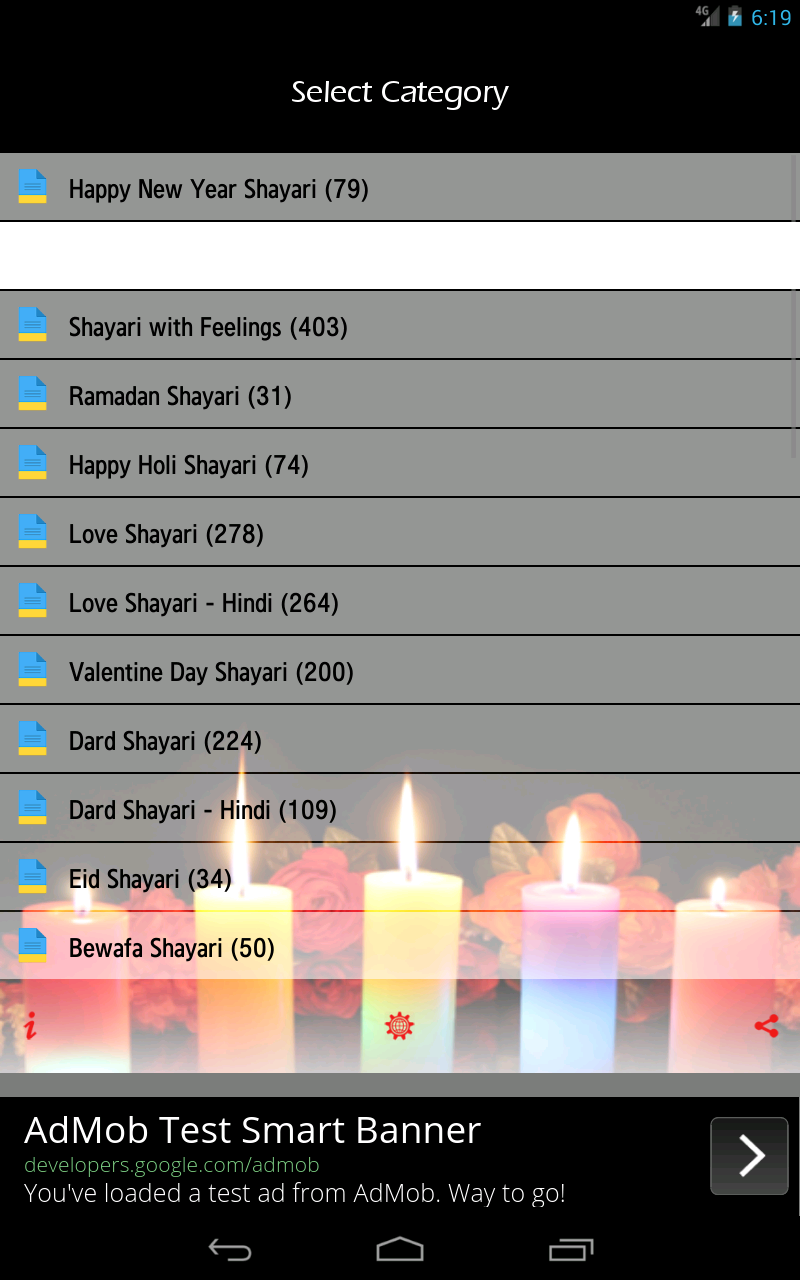 4G 6:19
Select Category
Happy New Year Shayari (79)
Shayari with Feelings (403)
Ramadan Shayari (31)
Happy Holi Shayari (74)
Love Shayari (278)
Love Shayari - Hindi (264)
Valentine Day Shayari (200)
Dard Shayari (224)
Dard Shayari - Hindi (109)
Eid Shayari (34)
Bewafa Shayari (50)
AdMob Test Smart Banner
developers.google.com/admob
You've loaded a test ad from AdMob. Way to go!